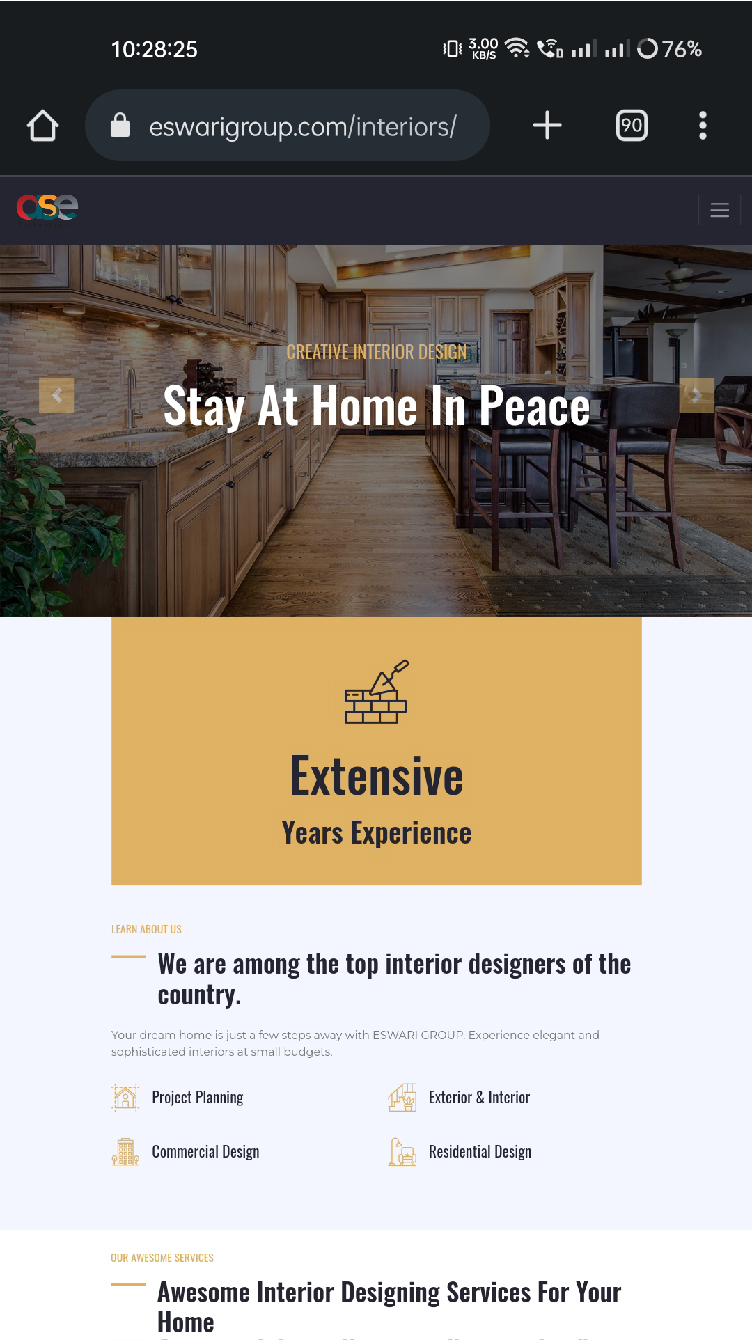 10:28:25
3.00
KB/S
76%
eswarigroup.com/interiors/
90
ase
CREATIVE INTERIOR DESIGN
Stay At Home In Peace
Extensive
Years Experience
LEARN ABOUT US
We are among the top interior designers of the
country.
Your dream home is just a few steps away with ESWARI GROUP. Experience elegant and
sophisticated interiors at small budgets.
Project Planning
Exterior & Interior
Commercial Design
Residential Design
OUR AWESOME SERVICES
Awesome Interior Designing Services For Your
Home